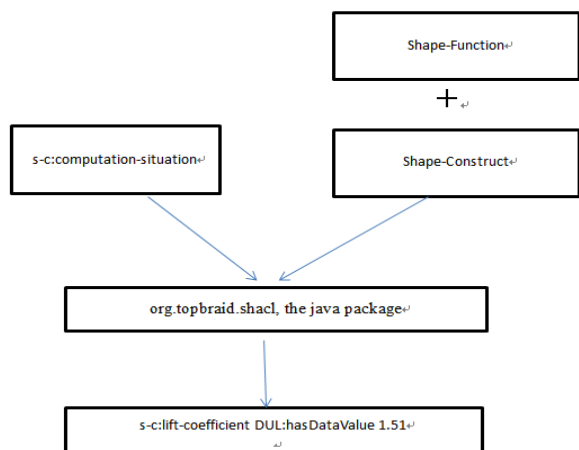 Shape-Function↵
+↵
s-c:computation-situation↵
Shape-Construct↵
org.topbraid.shacl, the java package↵
s-c:lift-coefficient DUL:hasDataValue 1.51↵
↵